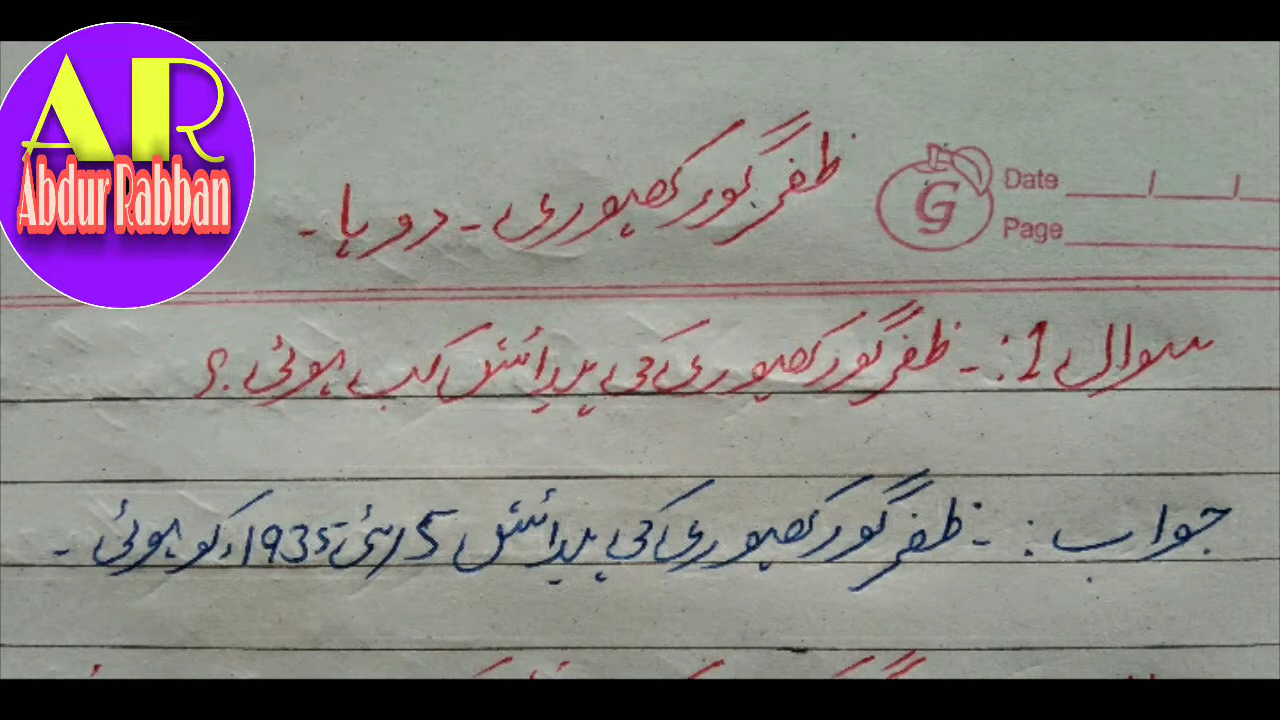 AR
Abdur Rabban
Date
Page
G
ظفر گورکھپوری ۔ دوہا ۔
سوال 1:۔ ظفر گورکھپوری کی پیدائش کب ہوئی ؟
جواب :۔ ظفر گورکھپوری کی پیدائش 5 مئی 1935ء کو ہوئی ۔